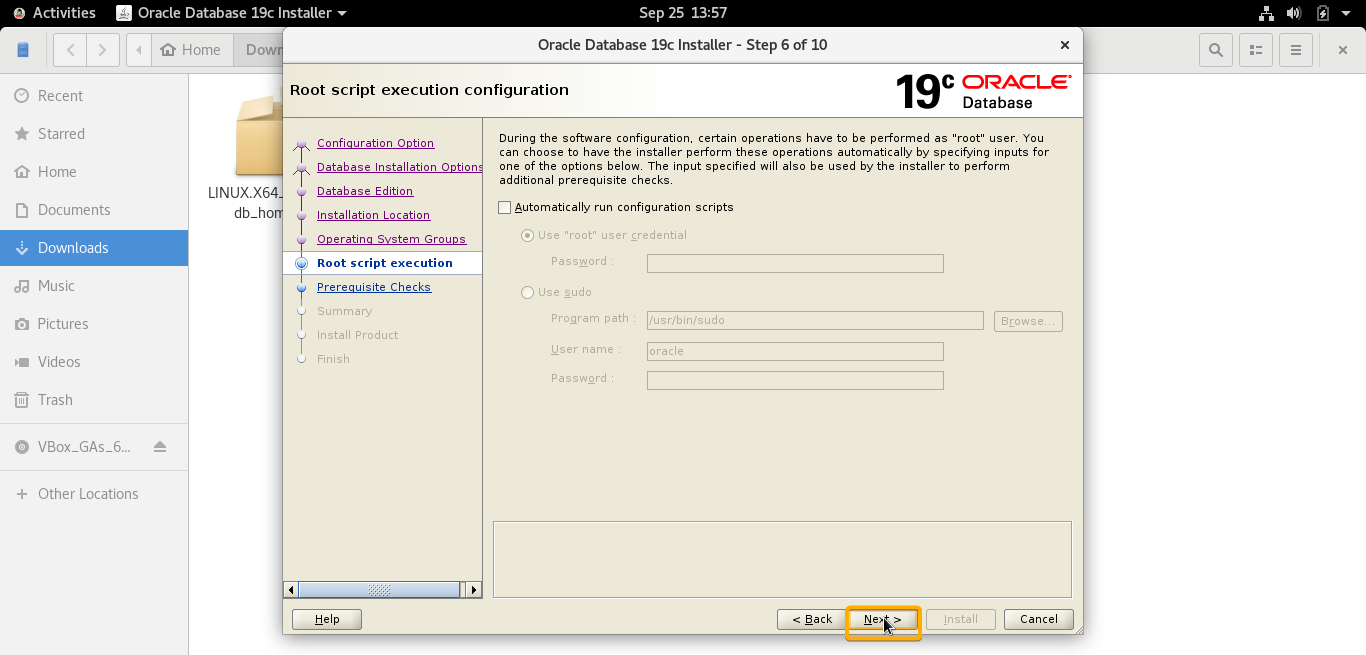 Activities
Oracle Database 19c Installer
Sep 25 13:57
Home
Down
Recent
Starred
Home
Documents
Downloads
Music
Pictures
Videos
Trash
VBox_GAs_6...
Other Locations
LINUX.X64_
db_hom
Oracle Database 19c Installer - Step 6 of 10
Root script execution configuration
19c ORACLE
Database
Configuration Option
Database Installation Options
Database Edition
Installation Location
Operating System Groups
Root script execution
Prerequisite Checks
Summary
Install Product
Finish
During the software configuration, certain operations have to be performed as "root" user. You
can choose to have the installer perform these operations automatically by specifying inputs for
one of the options below. The input specified will also be used by the installer to perform
additional prerequisite checks.
Automatically run configuration scripts
Use "root" user credential
Password :
Use sudo
Program path : /usr/bin/sudo Browse...
User name : oracle
Password :
Help
< Back
Next >
Install
Cancel